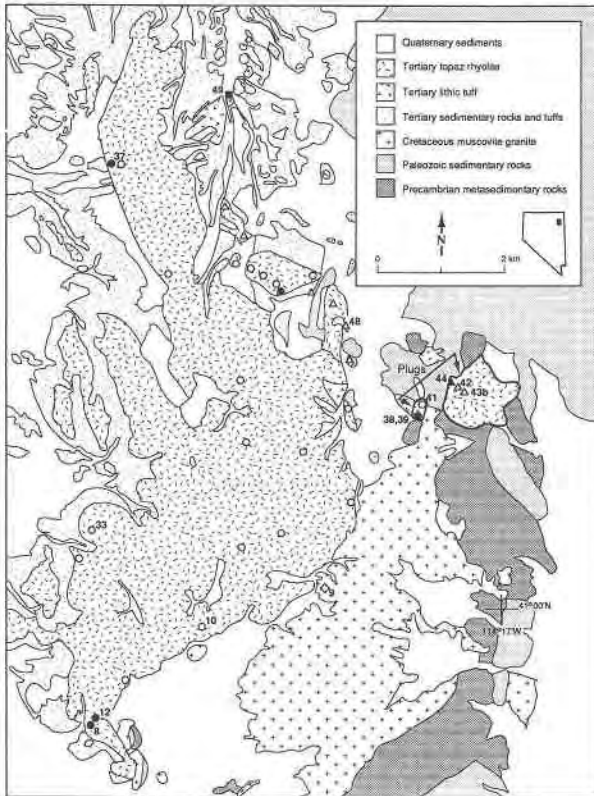 Quaternary sediments
Tertiary topaz rhyolite
Tertiary lithic tuff
Tertiary sedimentary rocks and tuffs
Cretaceous muscovite granite
Paleozoic sedimentary rocks
Precambrian metasedimentary rocks
N
0 2 km
49
37
48
Plugs
44
42
43b
41
38,39
33
9
41°00'N
10
114°17'W
12
8